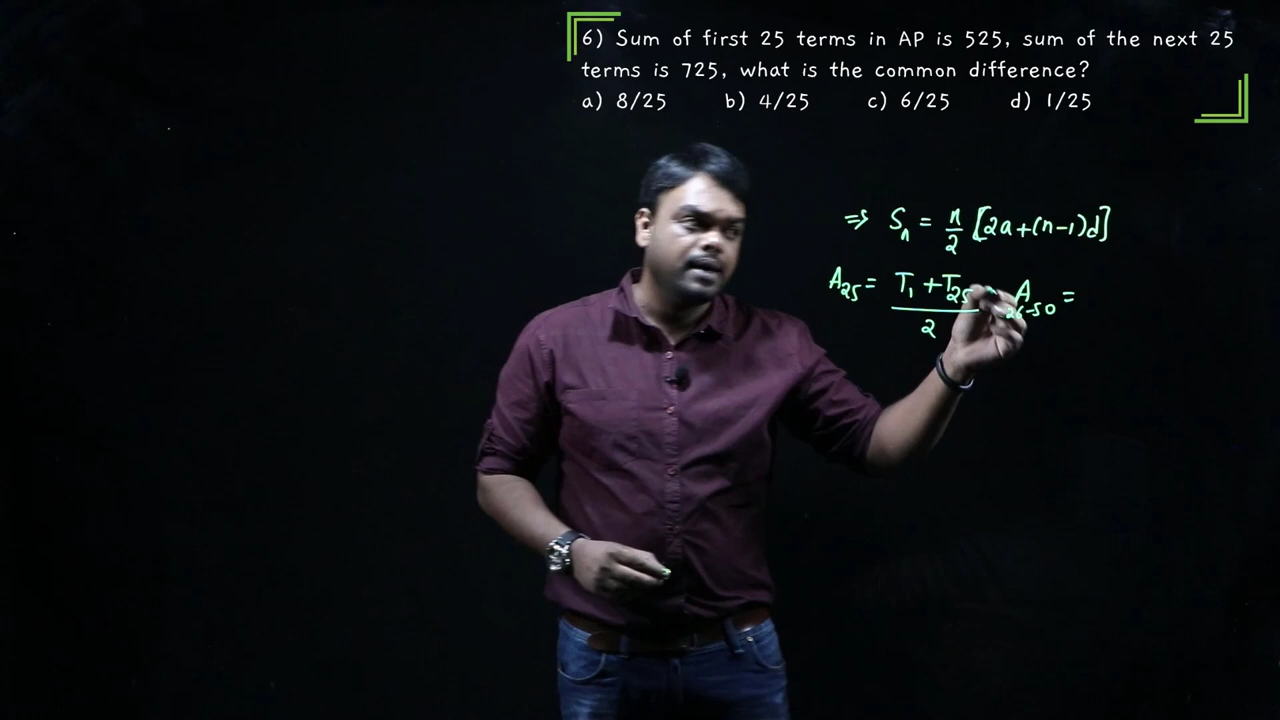 6) Sum of first 25 terms in AP is 525, sum of the next 25
terms is 725, what is the common difference?
a) 8/25 b) 4/25 c) 6/25 d) 1/25
⇒ Sₙ = n/2 [2a+(n-1)d]
A₂₅ = (T₁ + T₂₅)/2 A₂₆₋₅₀ =